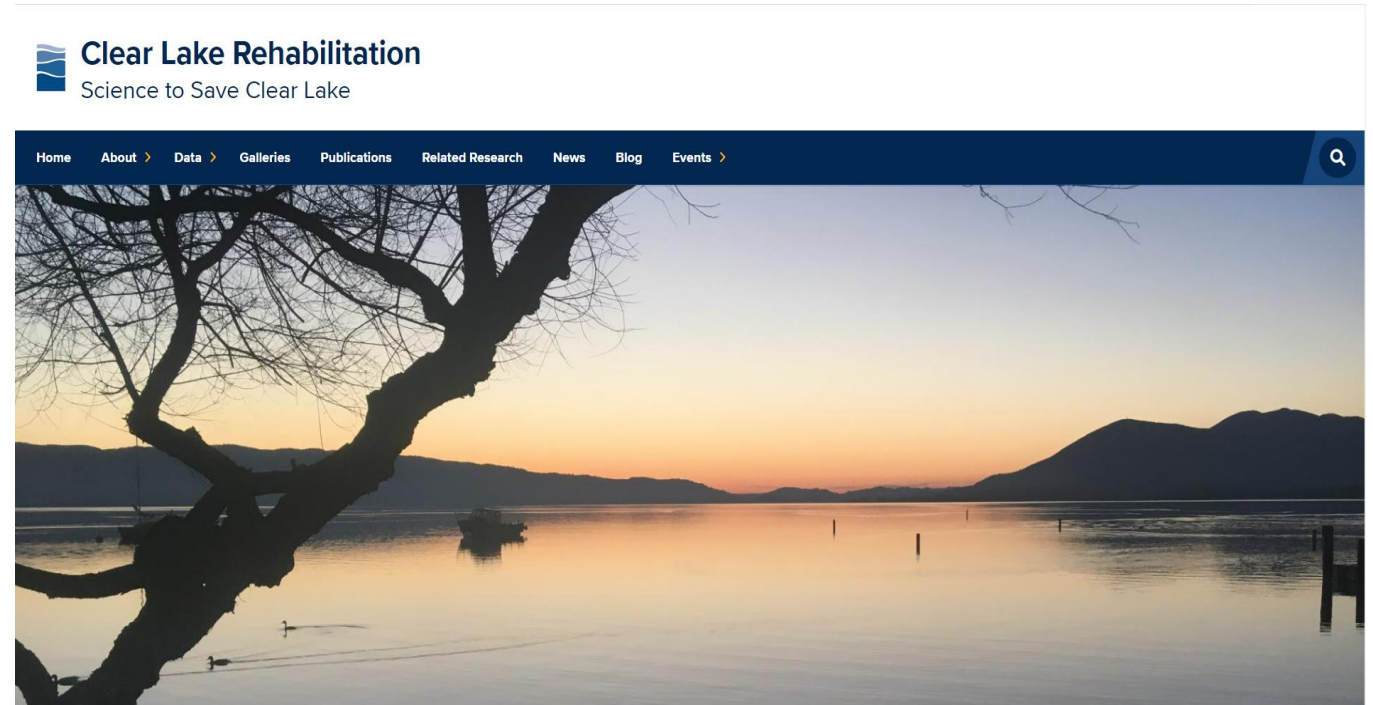 Clear Lake Rehabilitation
Science to Save Clear Lake
Home About Data Galleries Publications Related Research News Blog Events